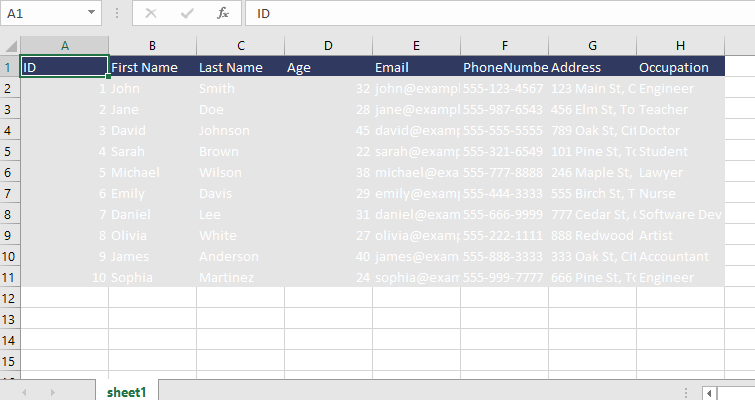 A1 fx ID
A B C D E F G H
1 ID First Name Last Name Age Email PhoneNumbe Address Occupation
2 1 John Smith 32 john@exampl 555-123-4567 123 Main St, C Engineer
3 2 Jane Doe 28 jane@exampl 555-987-6543 456 Elm St, To Teacher
4 3 David Johnson 45 david@exam 555-555-5555 789 Oak St, Cit Doctor
5 4 Sarah Brown 22 sarah@exam 555-321-6549 101 Pine St, To Student
6 5 Michael Wilson 38 michael@exa 555-777-8888 246 Maple St, Lawyer
7 6 Emily Davis 29 emily@exam 555-444-3333 555 Birch St, T Nurse
8 7 Daniel Lee 31 daniel@exam 555-666-9999 777 Cedar St, Software Dev
9 8 Olivia White 27 olivia@exam 555-222-1111 888 Redwood Artist
10 9 James Anderson 40 james@exam 555-888-3333 333 Oak St, Cit Accountant
11 10 Sophia Martinez 24 sophia@exam 555-999-7777 666 Pine St, To Engineer
12
13
14
15
sheet1